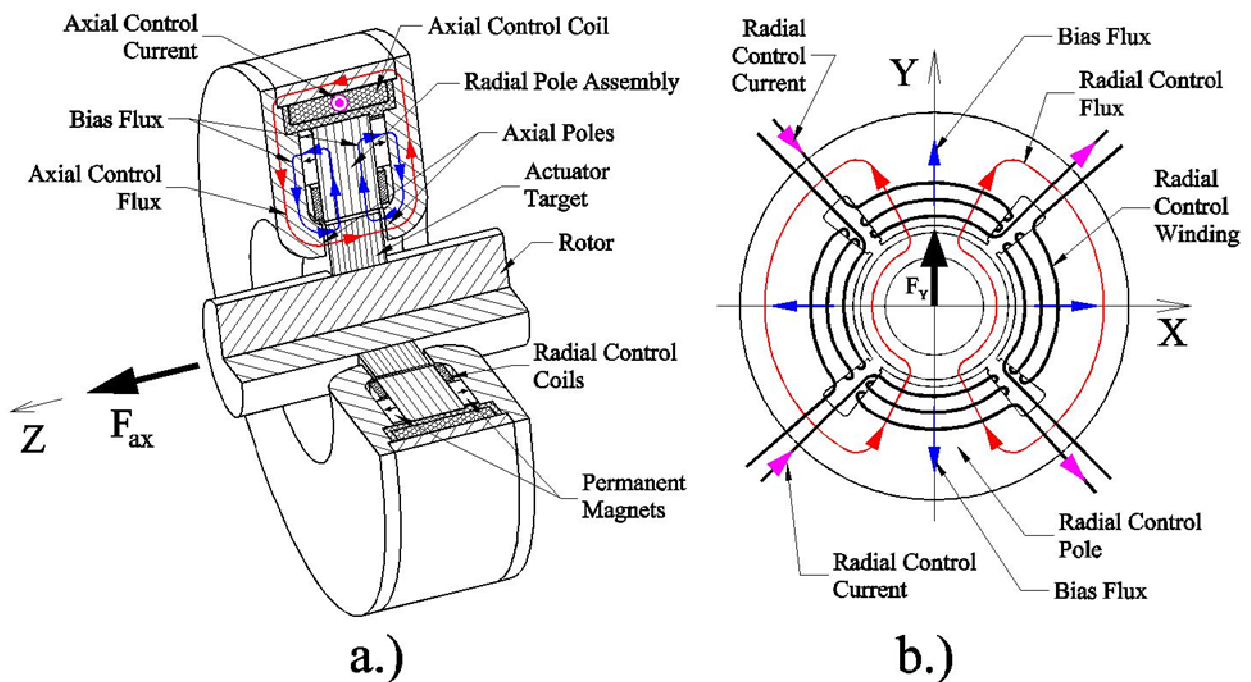 Axial Control
Current
Bias Flux
Axial Control
Flux
Axial Control Coil
Radial Pole Assembly
Axial Poles
Actuator
Target
Rotor
Radial Control
Coils
Permanent
Magnets
Z
Fax
a.)
Radial
Control
Current
Y
Bias Flux
Radial Control
Flux
Radial
Control
Winding
FY
X
Radial Control
Current
Radial Control
Pole
Bias Flux
b.)